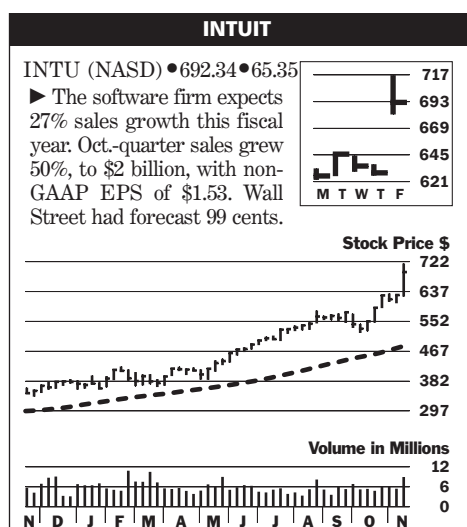 INTUIT
INTU (NASD) •692.34•65.35
► The software firm expects
27% sales growth this fiscal
year. Oct.-quarter sales grew
50%, to $2 billion, with non-
GAAP EPS of $1.53. Wall
Street had forecast 99 cents.
717
693
669
645
621
M T W T F
Stock Price $
722
637
552
467
382
297
Volume in Millions
12
6
0
N D J F M A M J J A S O N